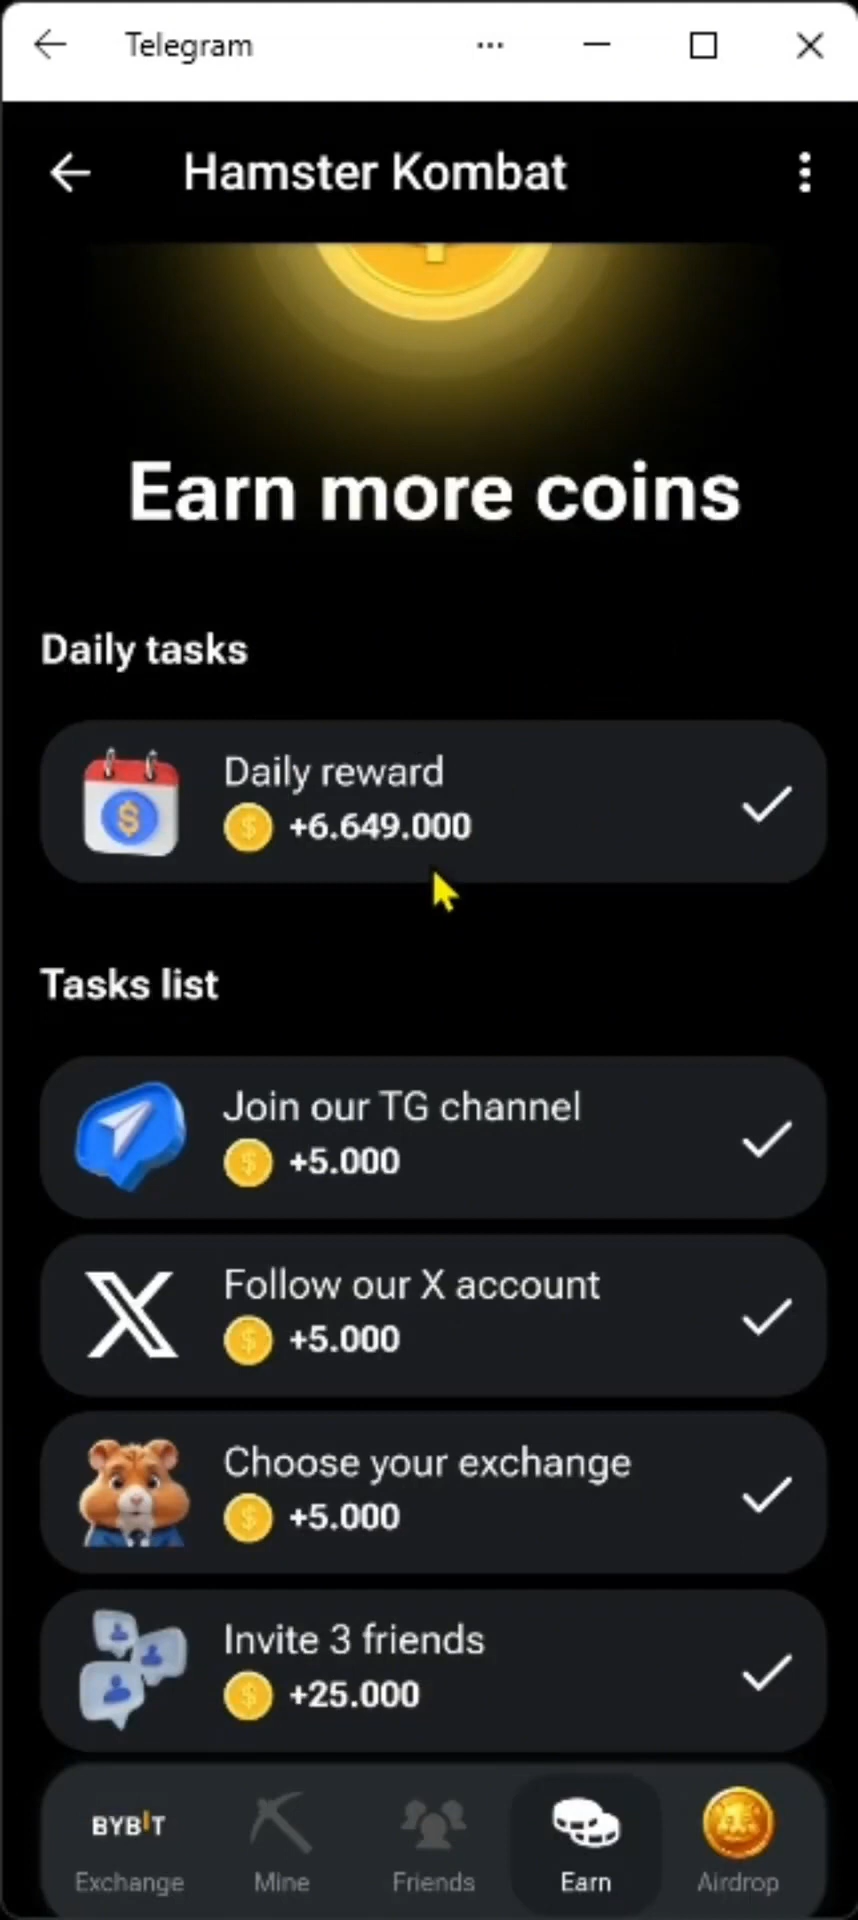 Telegram
Hamster Kombat
Earn more coins
Daily tasks
Daily reward
+6.649.000
Tasks list
Join our TG channel
+5.000
Follow our X account
+5.000
Choose your exchange
+5.000
Invite 3 friends
+25.000
BYBIT
Exchange Mine Friends Earn Airdrop